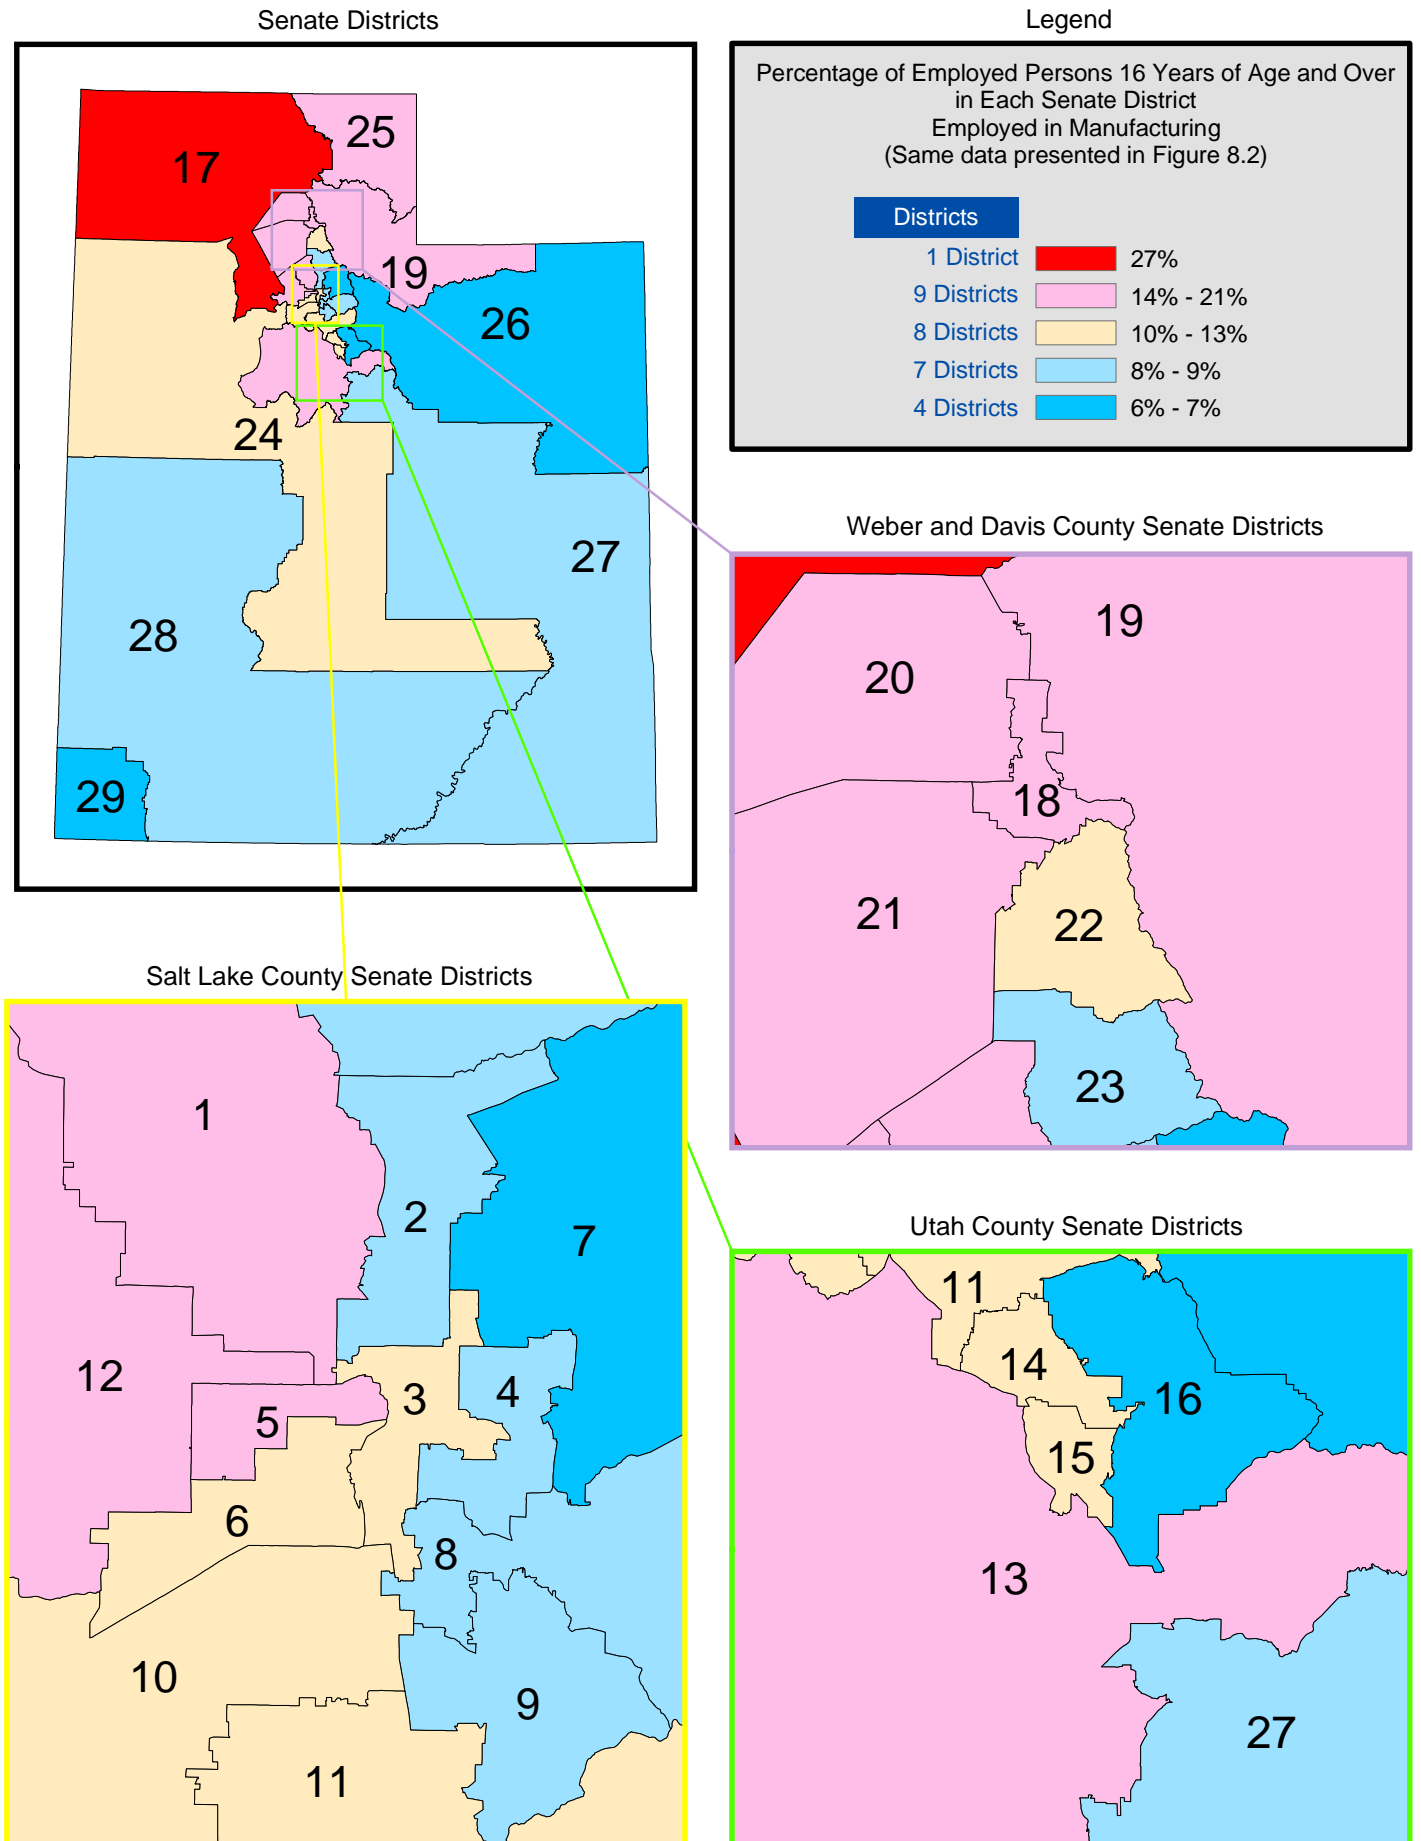 Senate Districts
25
17
19
26
24
27
28
29
Legend
Percentage of Employed Persons 16 Years of Age and Over
in Each Senate District
Employed in Manufacturing
(Same data presented in Figure 8.2)
Districts
1 District 27%
9 Districts 14% - 21%
8 Districts 10% - 13%
7 Districts 8% - 9%
4 Districts 6% - 7%
Weber and Davis County Senate Districts
19
20
18
21
22
23
Salt Lake County Senate Districts
1
2
7
12
3
4
5
6
8
10
9
11
Utah County Senate Districts
11
14
16
15
13
27